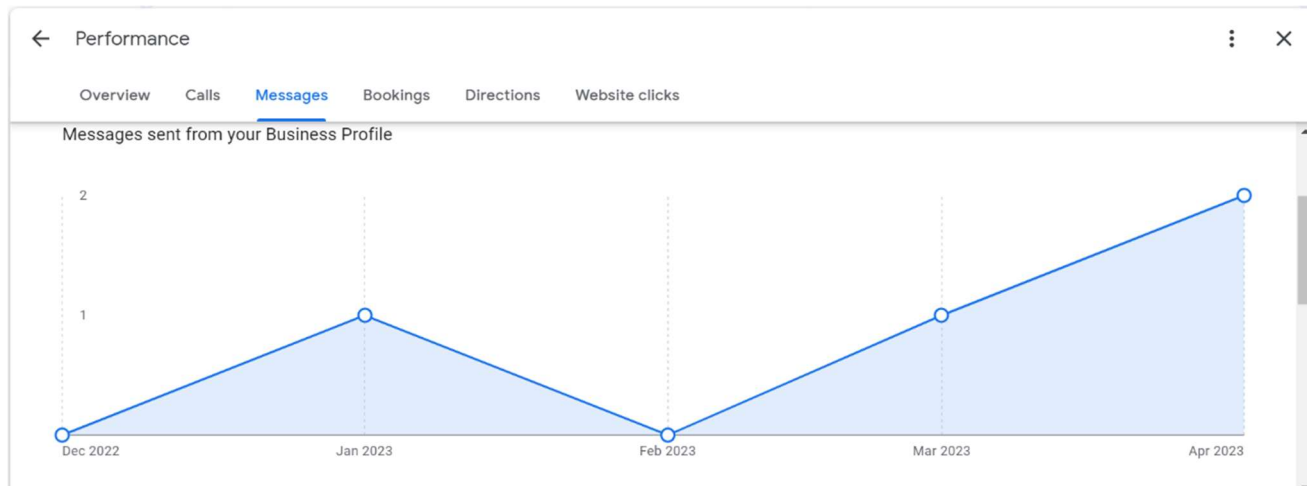 Performance
Overview Calls Messages Bookings Directions Website clicks
Messages sent from your Business Profile
2
1
Dec 2022 Jan 2023 Feb 2023 Mar 2023 Apr 2023